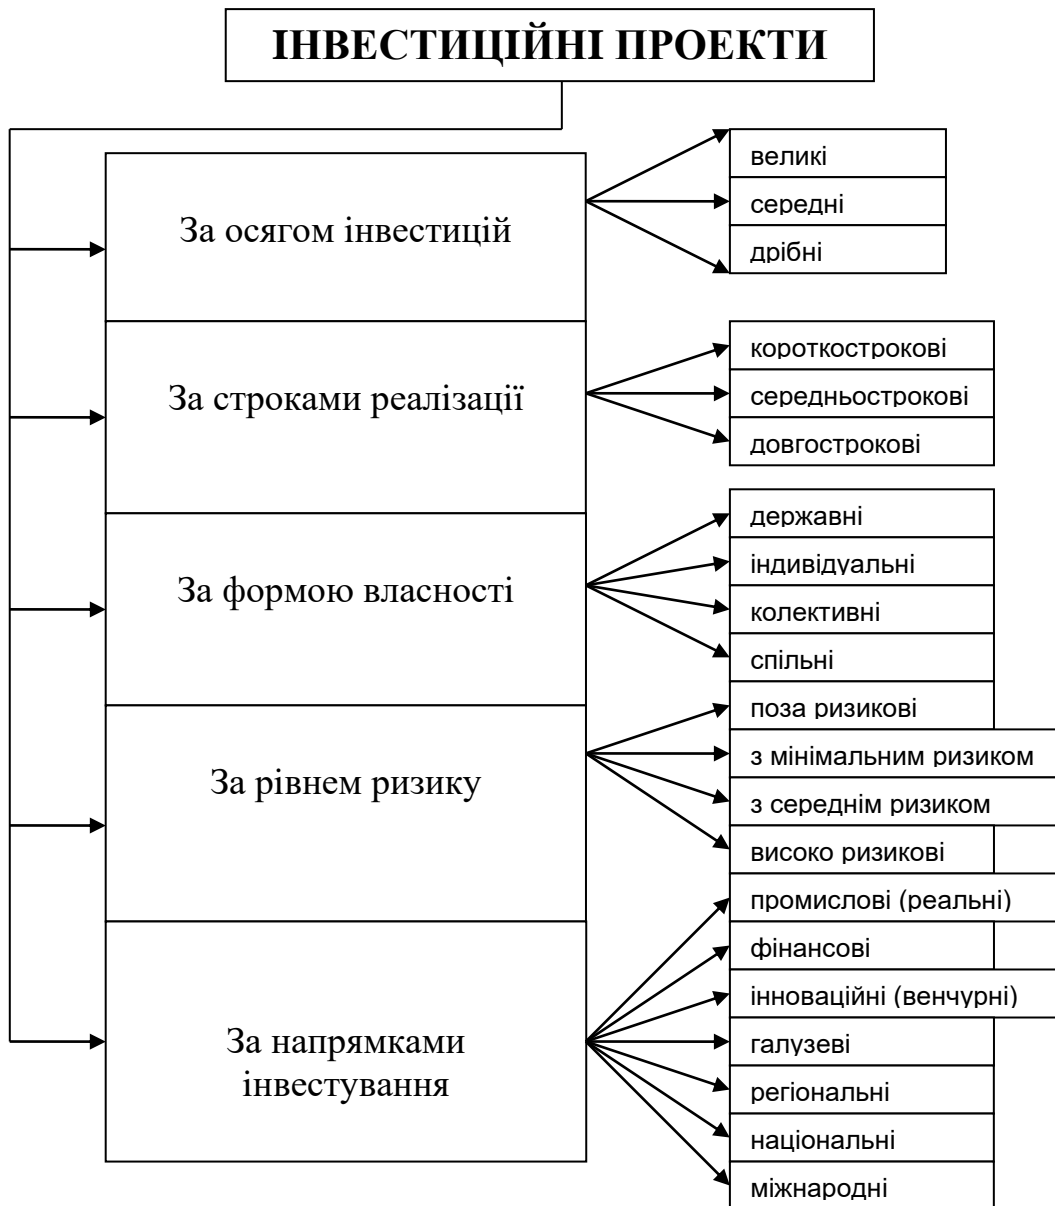 ІНВЕСТИЦІЙНІ ПРОЕКТИ
За осягом інвестицій
великі
середні
дрібні
За строками реалізації
короткострокові
середньострокові
довгострокові
За формою власності
державні
індивідуальні
колективні
спільні
За рівнем ризику
поза ризикові
з мінімальним ризиком
з середнім ризиком
високо ризикові
За напрямками
інвестування
промислові (реальні)
фінансові
інноваційні (венчурні)
галузеві
регіональні
національні
міжнародні